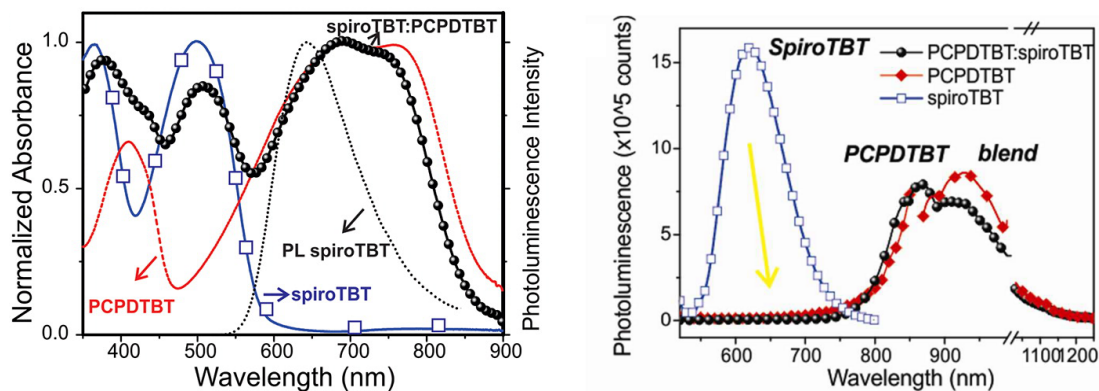 spiroTBT:PCPDTBT
1.0
0.5
0.0
Normalized Absorbance
Photoluminescence Intensity
PL spiroTBT
PCPDTBT
spiroTBT
400 500 600 700 800 900
Wavelength (nm)
SpiroTBT
PCPDTBT:spiroTBT
PCPDTBT
spiroTBT
PCPDTBT blend
15
10
5
0
Photoluminescence (x10^5 counts)
600 700 800 900 1100 1200
Wavelength (nm)